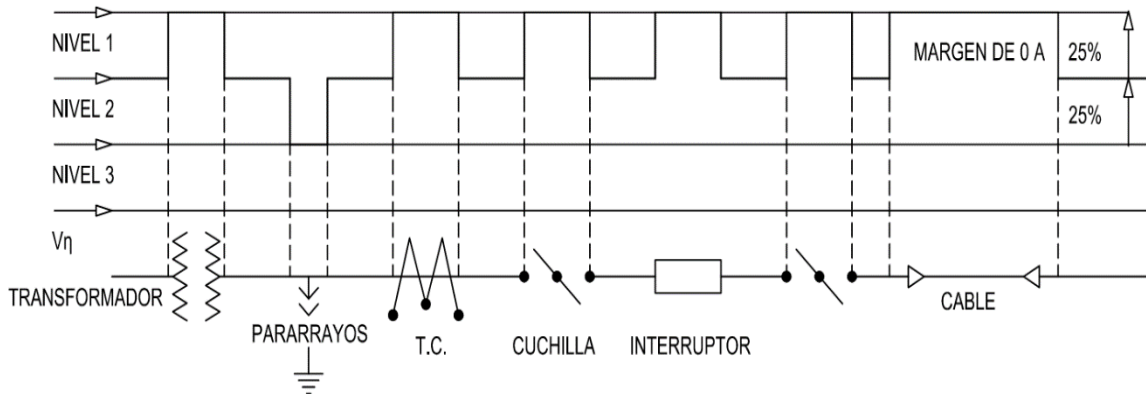 NIVEL 1
MARGEN DE 0 A 25%
NIVEL 2
25%
NIVEL 3
Vη
TRANSFORMADOR
PARARRAYOS
T.C.
CUCHILLA
INTERRUPTOR
CABLE